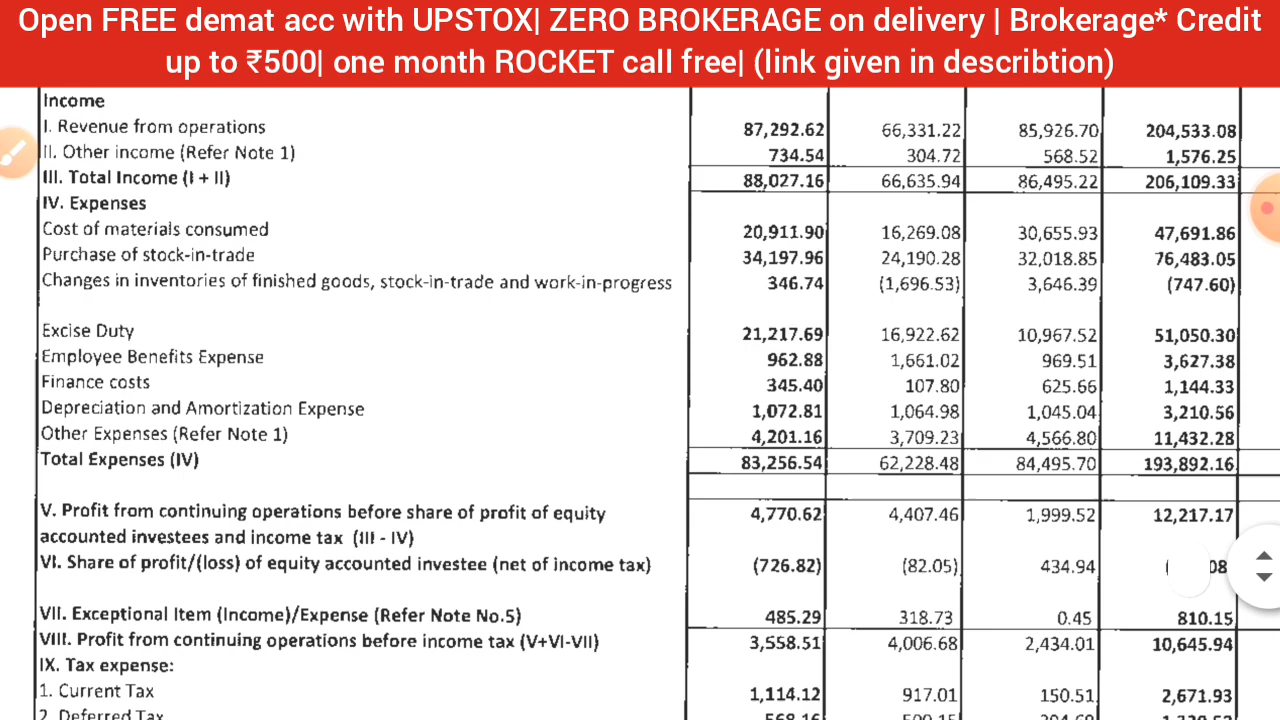 Open FREE demat acc with UPSTOX| ZERO BROKERAGE on delivery | Brokerage* Credit
up to ₹500| one month ROCKET call free| (link given in describtion)
Income
I. Revenue from operations 87,292.62 66,331.22 85,926.70 204,533.08
II. Other income (Refer Note 1) 734.54 304.72 568.52 1,576.25
III. Total Income (I + II) 88,027.16 66,635.94 86,495.22 206,109.33
IV. Expenses
Cost of materials consumed 20,911.90 16,269.08 30,655.93 47,691.86
Purchase of stock-in-trade 34,197.96 24,190.28 32,018.85 76,483.05
Changes in inventories of finished goods, stock-in-trade and work-in-progress 346.74 (1,696.53) 3,646.39 (747.60)
Excise Duty 21,217.69 16,922.62 10,967.52 51,050.30
Employee Benefits Expense 962.88 1,661.02 969.51 3,627.38
Finance costs 345.40 107.80 625.66 1,144.33
Depreciation and Amortization Expense 1,072.81 1,064.98 1,045.04 3,210.56
Other Expenses (Refer Note 1) 4,201.16 3,709.23 4,566.80 11,432.28
Total Expenses (IV) 83,256.54 62,228.48 84,495.70 193,892.16
V. Profit from continuing operations before share of profit of equity 4,770.62 4,407.46 1,999.52 12,217.17
accounted investees and income tax (III - IV)
VI. Share of profit/(loss) of equity accounted investee (net of income tax) (726.82) (82.05) 434.94
VII. Exceptional Item (Income)/Expense (Refer Note No.5) 485.29 318.73 0.45 810.15
VIII. Profit from continuing operations before income tax (V+VI-VII) 3,558.51 4,006.68 2,434.01 10,645.94
IX. Tax expense:
1. Current Tax 1,114.12 917.01 150.51 2,671.93
2. Deferred Tax